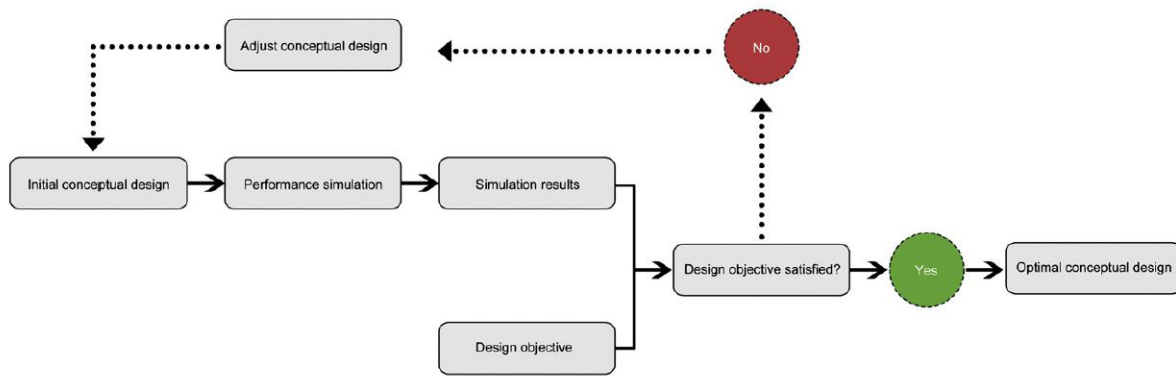 Adjust conceptual design
No
Initial conceptual design
Performance simulation
Simulation results
Design objective satisfied?
Yes
Optimal conceptual design
Design objective